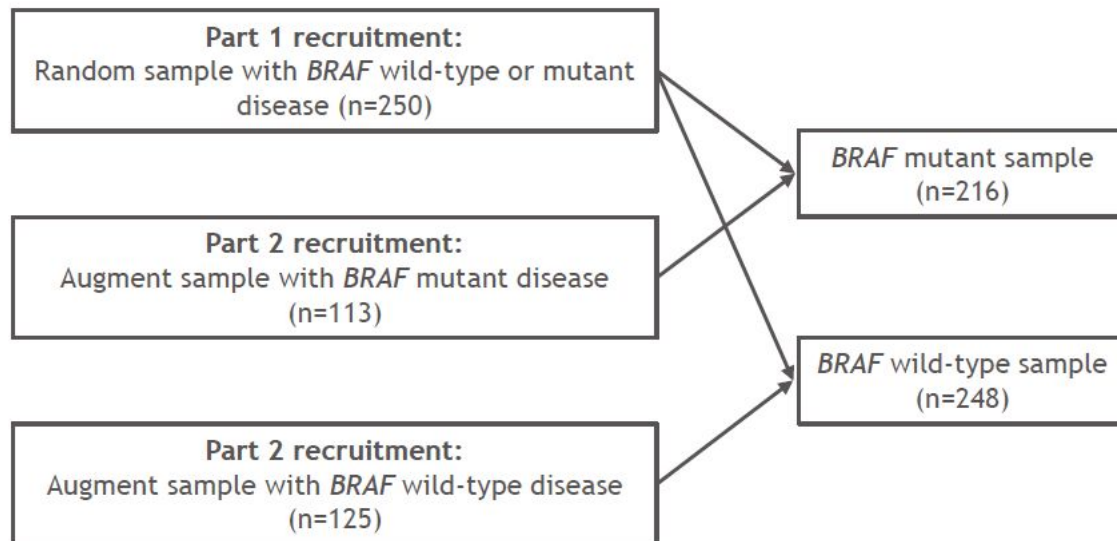 Part 1 recruitment:
Random sample with BRAF wild-type or mutant
disease (n=250)
BRAF mutant sample
(n=216)
Part 2 recruitment:
Augment sample with BRAF mutant disease
(n=113)
BRAF wild-type sample
(n=248)
Part 2 recruitment:
Augment sample with BRAF wild-type disease
(n=125)